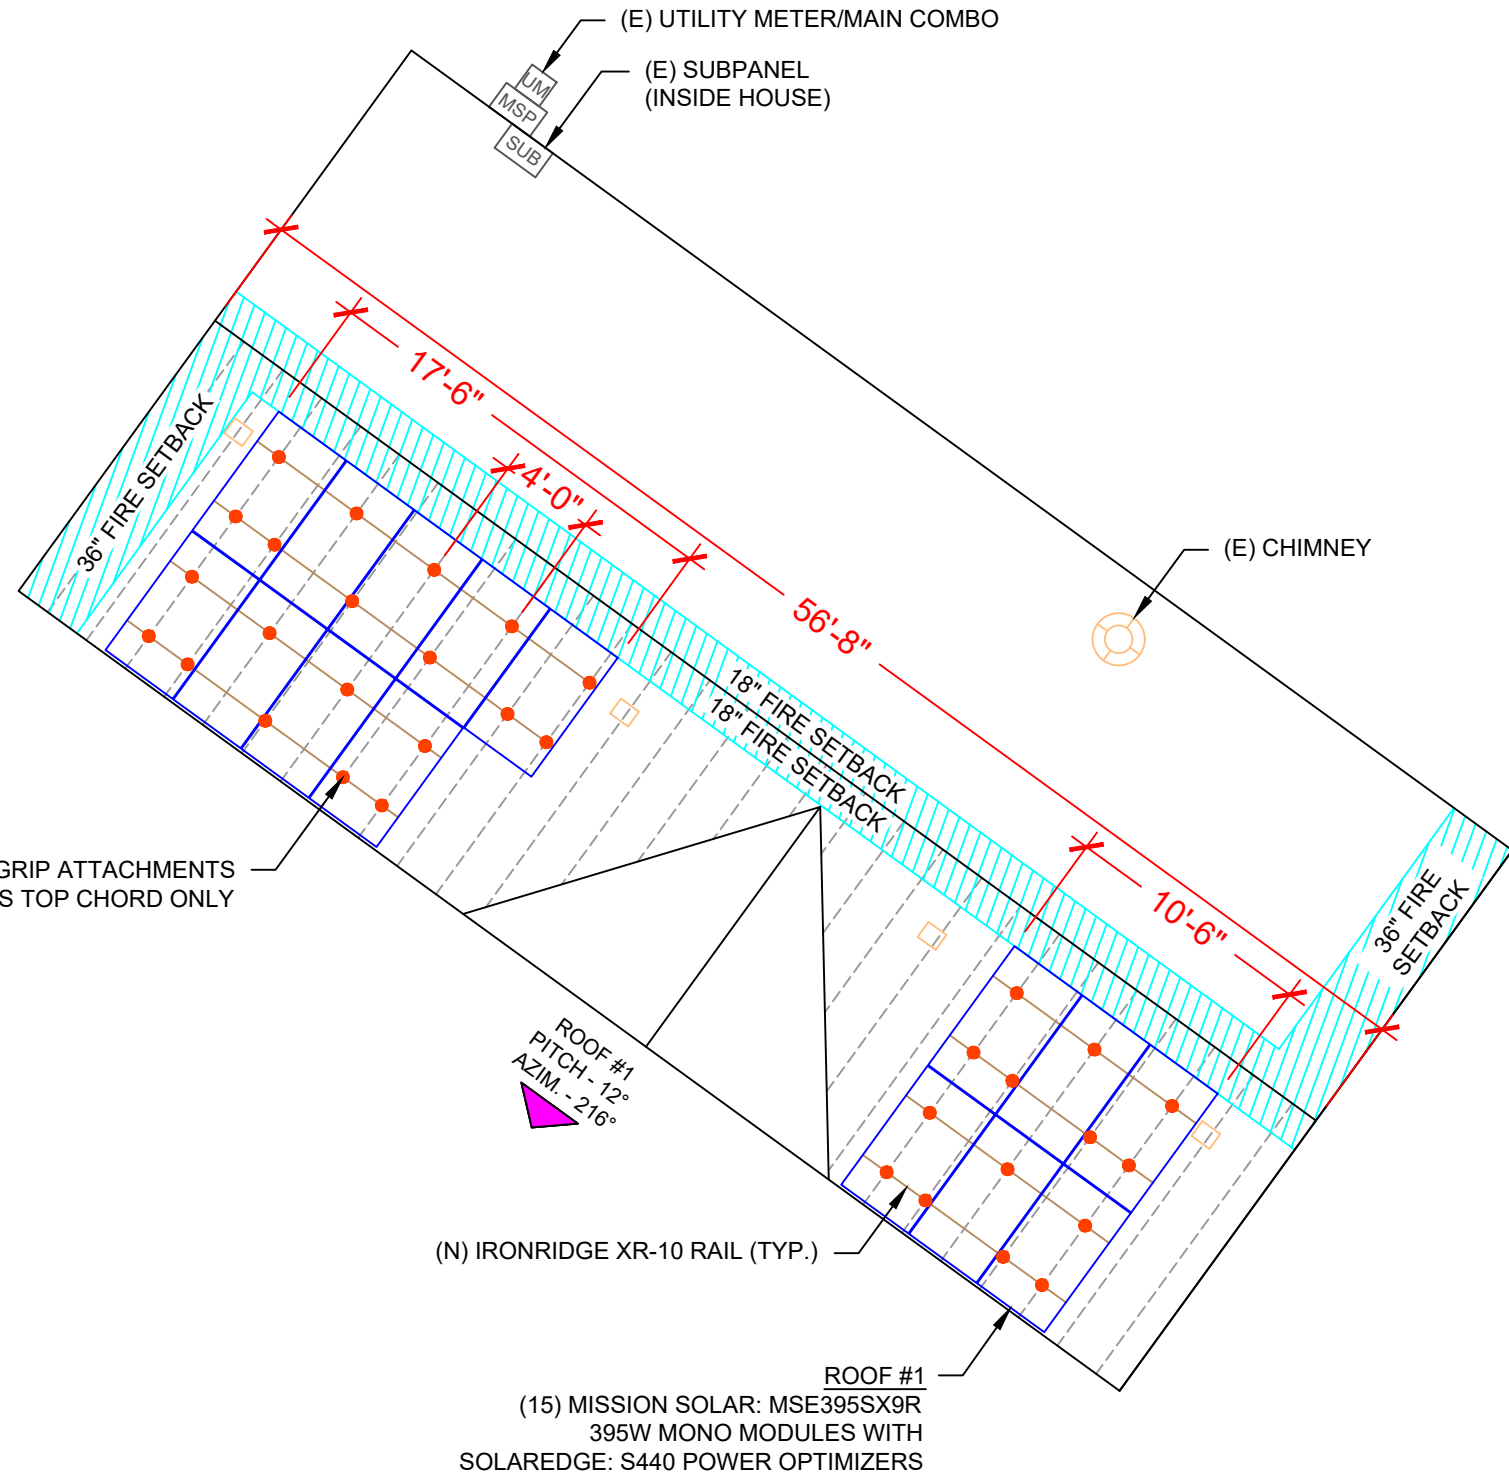 (E) UTILITY METER/MAIN COMBO
(E) SUBPANEL
(INSIDE HOUSE)
UM
MSP
SUB
17'-6"
4'-0"
56'-8"
10'-6"
(E) CHIMNEY
36" FIRE SETBACK
18" FIRE SETBACK
18" FIRE SETBACK
36" FIRE
SETBACK
GRIP ATTACHMENTS
S TOP CHORD ONLY
ROOF #1
PITCH - 12°
AZIM. - 216°
(N) IRONRIDGE XR-10 RAIL (TYP.)
ROOF #1
(15) MISSION SOLAR: MSE395SX9R
395W MONO MODULES WITH
SOLAREDGE: S440 POWER OPTIMIZERS